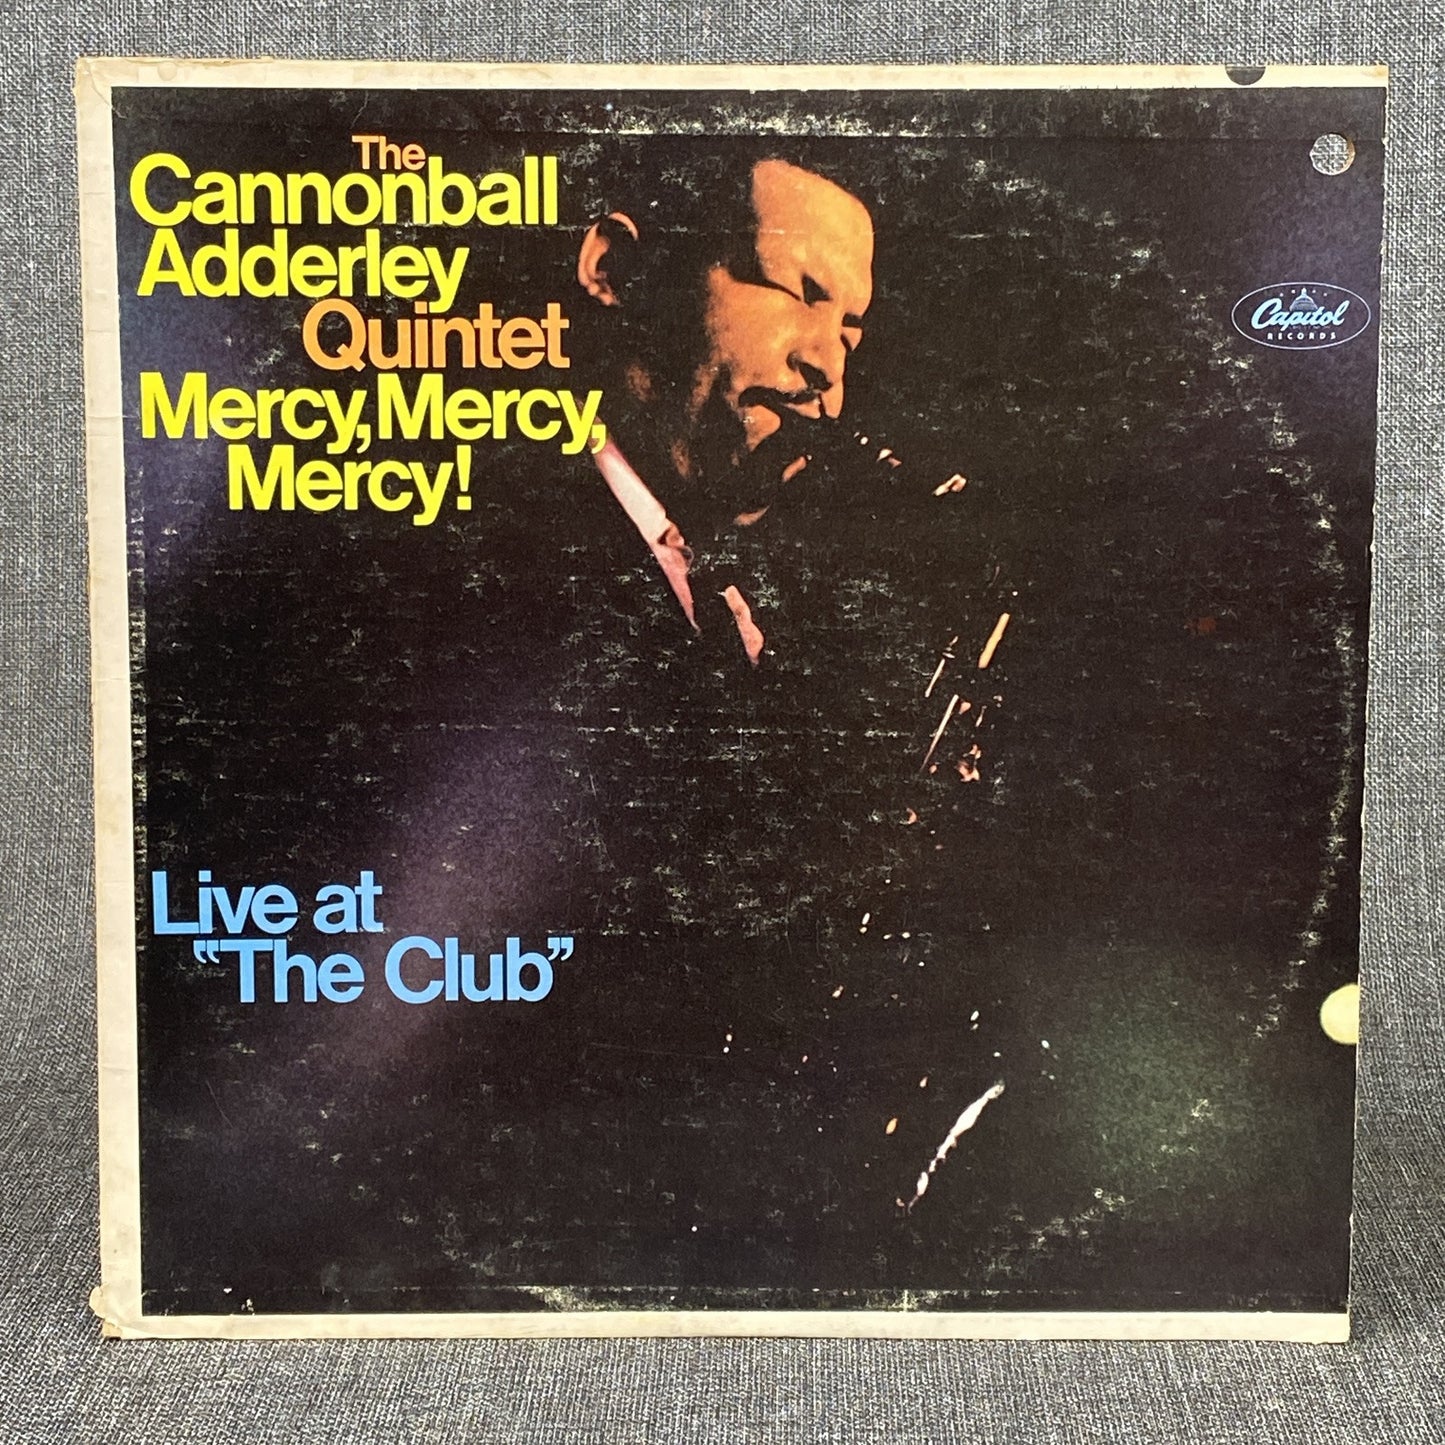 The
Cannonball
Adderley
Quintet
Mercy, Mercy,
Mercy!
Capitol
RECORDS
Live at
“The Club”